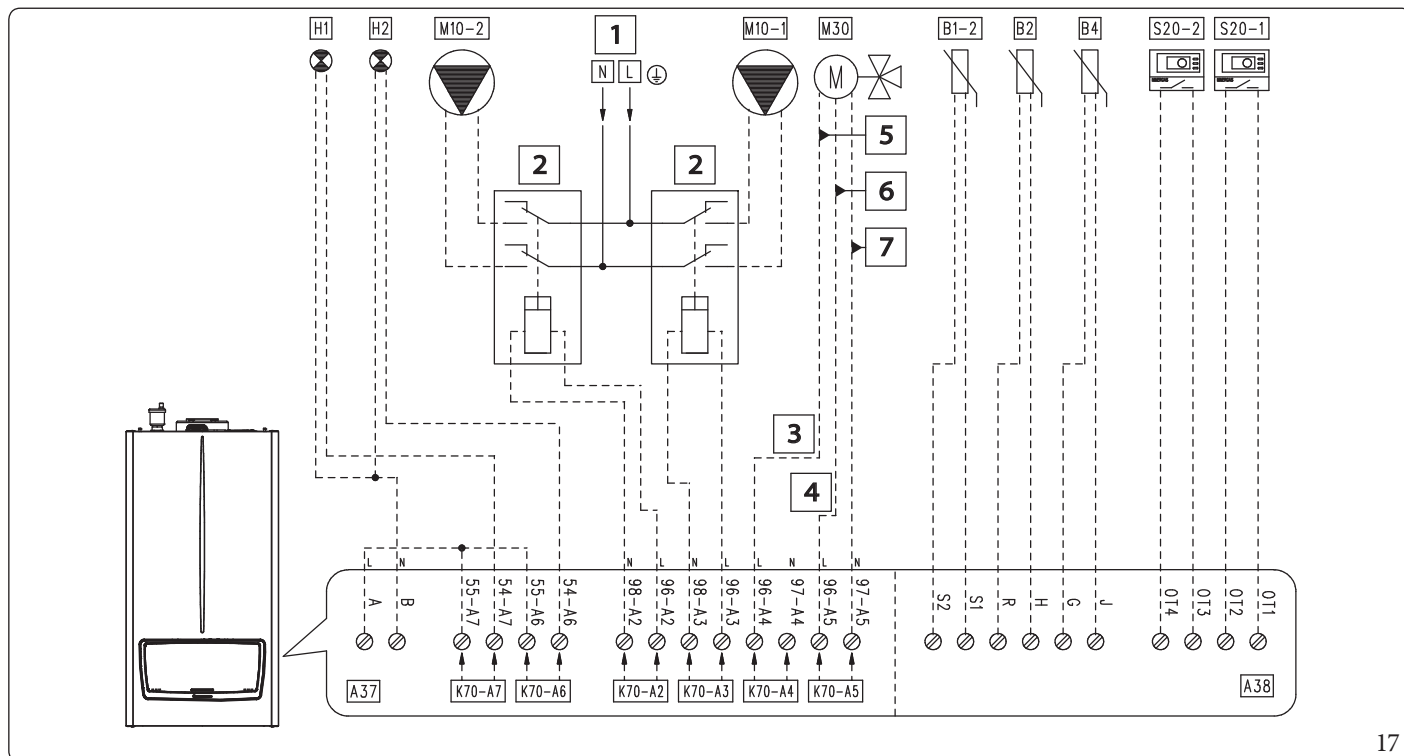 H1 H2 M10-2 1 M10-1 M30 B1-2 B2 B4 S20-2 S20-1
N L
M
5
2 2
6
7
3
4
L N N L N L L N L N
A B 55-A7 54-A7 55-A6 54-A6 98-A2 96-A2 98-A3 96-A3 96-A4 97-A4 96-A5 97-A5 S2 S1 R H G J OT4 OT3 OT2 OT1
A37 K70-A7 K70-A6 K70-A2 K70-A3 K70-A4 K70-A5 A38
17